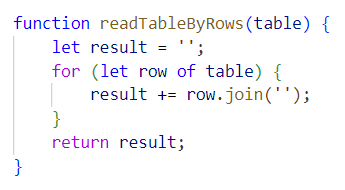 function readTableByRows(table) {
    let result = '';
    for (let row of table) {
        result += row.join('');
    }
    return result;
}